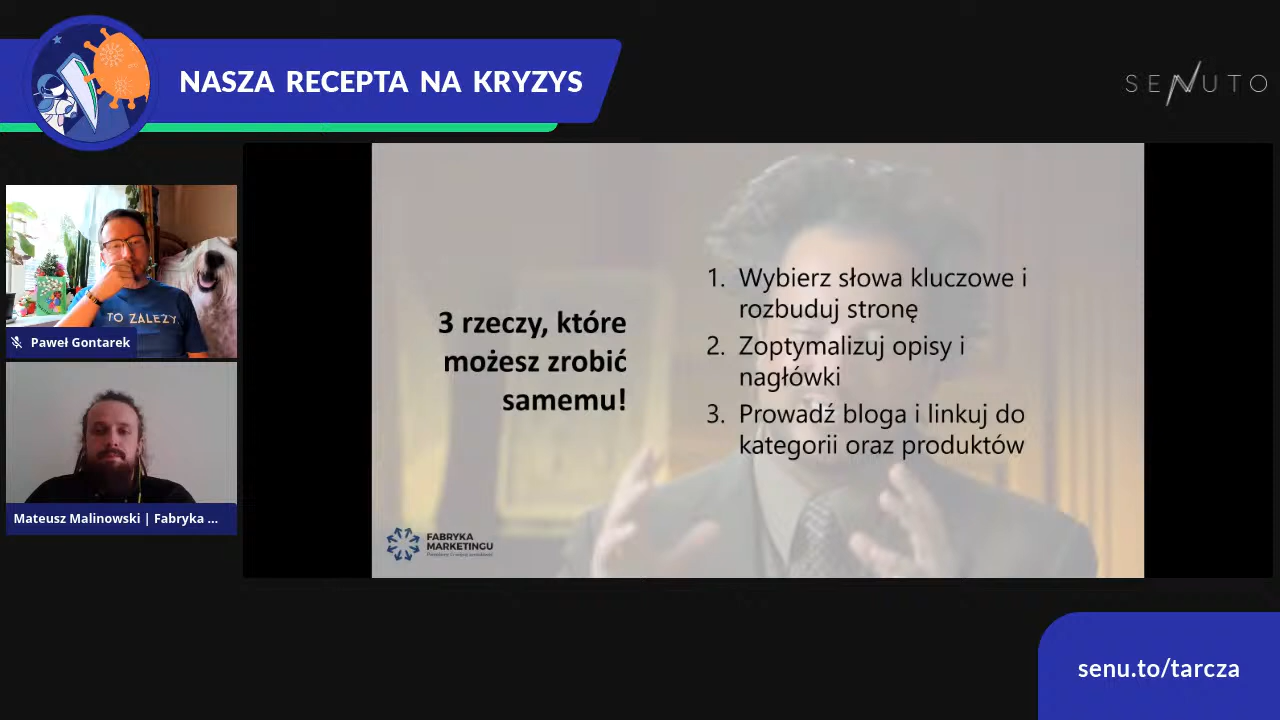 NASZA RECEPTA NA KRYZYS
SENUTO
TO ZALEŻY.
Paweł Gontarek
Mateusz Malinowski | Fabryka ...
3 rzeczy, które
możesz zrobić
samemu!
1. Wybierz słowa kluczowe i
rozbuduj stronę
2. Zoptymalizuj opisy i
nagłówki
3. Prowadź bloga i linkuj do
kategorii oraz produktów
FABRYKA
MARKETINGU
senu.to/tarcza